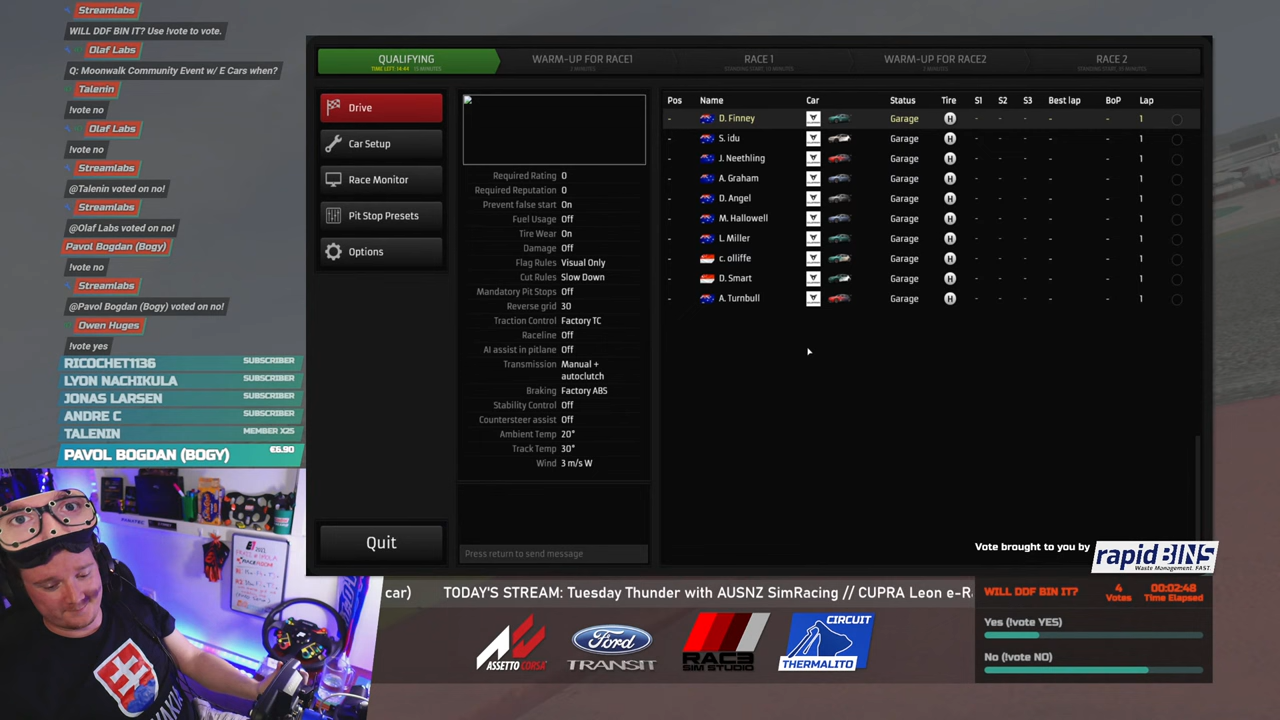 Streamlabs
WILL DDF BIN IT? Use !vote to vote.
Olaf Labs
Q: Moonwalk Community Event w/ E Cars when?
Talenin
!vote no
Olaf Labs
!vote no
Streamlabs
@Talenin voted on no!
Streamlabs
@Olaf Labs voted on no!
Pavol Bogdan (Bogy)
!vote no
Streamlabs
@Pavol Bogdan (Bogy) voted on no!
Owen Huges
!vote yes
RICOCHET1136 SUBSCRIBER
LYON NACHIKULA SUBSCRIBER
JONAS LARSEN SUBSCRIBER
ANDRE C SUBSCRIBER
TALENIN MEMBER X25
PAVOL BOGDAN (BOGY) €6.90
QUALIFYING WARM-UP FOR RACE1 RACE 1 WARM-UP FOR RACE2 RACE 2
TIME LEFT: 14:44
Drive
Car Setup
Race Monitor
Pit Stop Presets
Options
Quit
Required Rating 0
Required Reputation 0
Prevent false start On
Fuel Usage Off
Tire Wear On
Damage Off
Flag Rules Visual Only
Cut Rules Slow Down
Mandatory Pit Stops Off
Reverse grid 30
Traction Control Factory TC
Raceline Off
AI assist in pitlane Off
Transmission Manual +
autoclutch
Braking Factory ABS
Stability Control Off
Countersteer assist Off
Ambient Temp 20°
Track Temp 30°
Wind 3 m/s W
Press return to send message
Pos Name Car Status Tire S1 S2 S3 Best lap BoP Lap
- D. Finney Garage H - - - - - 1
- S. idu Garage H - - - - - 1
- J. Neethling Garage H - - - - - 1
- A. Graham Garage H - - - - - 1
- D. Angel Garage H - - - - - 1
- M. Hallowell Garage H - - - - - 1
- L. Miller Garage H - - - - - 1
- c. olliffe Garage H - - - - - 1
- D. Smart Garage H - - - - - 1
- A. Turnbull Garage H - - - - - 1
Vote brought to you by
rapidBINS
Waste Management. FAST.
car) TODAY'S STREAM: Tuesday Thunder with AUSNZ SimRacing // CUPRA Leon e-Ra
ASSETTO CORSA
Ford
TRANSIT
RAC3
SIM STUDIO
CIRCUIT
THERMALITO
WILL DDF BIN IT?
4
Votes
00:02:48
Time Elapsed
Yes (!vote YES)
No (!vote NO)